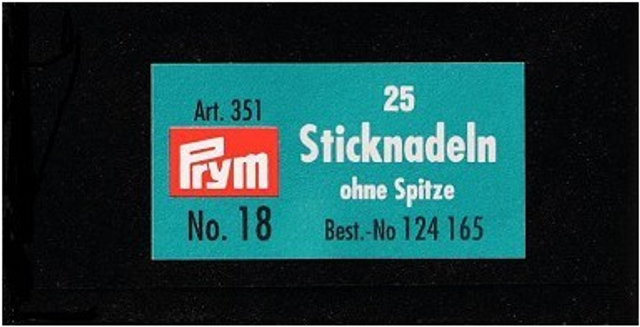 Art. 351
Prym
No. 18
25
Sticknadeln
ohne Spitze
Best.-No 124 165